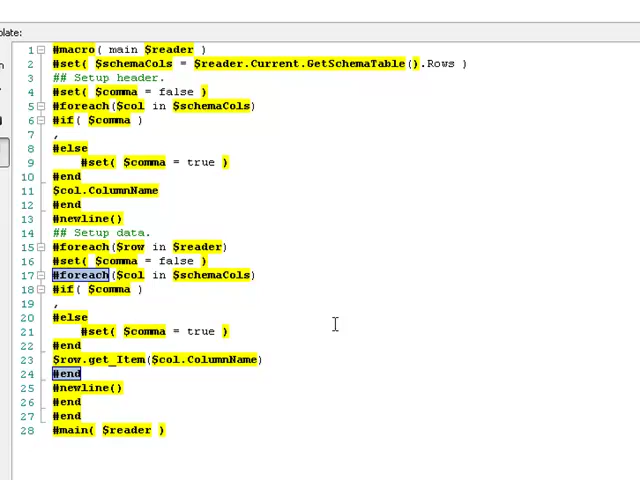 plate:
1 #macro( main $reader )
2 #set( $schemaCols = $reader.Current.GetSchemaTable().Rows )
3 ## Setup header.
4 #set( $comma = false )
5 #foreach($col in $schemaCols)
6 #if( $comma )
7 ,
8 #else
9 #set( $comma = true )
10 #end
11 $col.ColumnName
12 #end
13 #newline()
14 ## Setup data.
15 #foreach($row in $reader)
16 #set( $comma = false )
17 #foreach($col in $schemaCols)
18 #if( $comma )
19 ,
20 #else
21 #set( $comma = true )
22 #end
23 $row.get_Item($col.ColumnName)
24 #end
25 #newline()
26 #end
27 #end
28 #main( $reader )